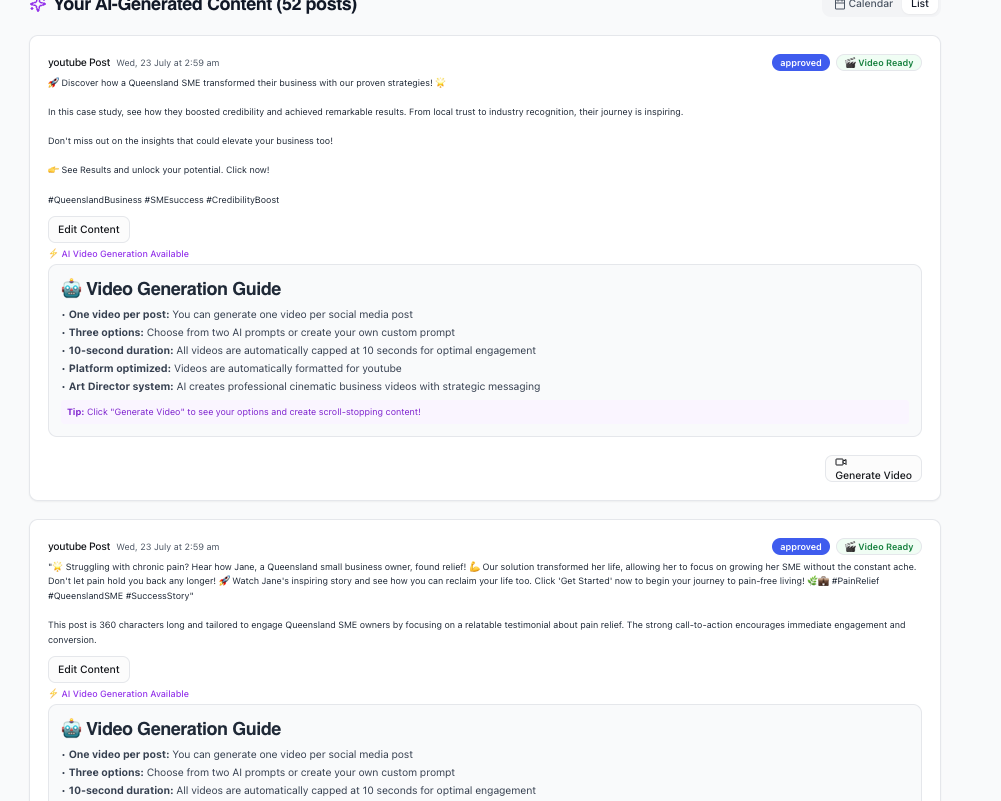 Your AI-Generated Content (52 posts)
Calendar
List
youtube Post Wed, 23 July at 2:59 am
approved
🎬 Video Ready
🚀 Discover how a Queensland SME transformed their business with our proven strategies! 🌟
In this case study, see how they boosted credibility and achieved remarkable results. From local trust to industry recognition, their journey is inspiring.
Don't miss out on the insights that could elevate your business too!
👉 See Results and unlock your potential. Click now!
#QueenslandBusiness #SMEsuccess #CredibilityBoost
Edit Content
⚡ AI Video Generation Available
🤖 Video Generation Guide
• One video per post: You can generate one video per social media post
• Three options: Choose from two AI prompts or create your own custom prompt
• 10-second duration: All videos are automatically capped at 10 seconds for optimal engagement
• Platform optimized: Videos are automatically formatted for youtube
• Art Director system: AI creates professional cinematic business videos with strategic messaging
Tip: Click "Generate Video" to see your options and create scroll-stopping content!
Generate Video
youtube Post Wed, 23 July at 2:59 am
approved
🎬 Video Ready
"🌟 Struggling with chronic pain? Hear how Jane, a Queensland small business owner, found relief! 💪 Our solution transformed her life, allowing her to focus on growing her SME without the constant ache.
Don't let pain hold you back any longer! 🚀 Watch Jane's inspiring story and see how you can reclaim your life too. Click 'Get Started' now to begin your journey to pain-free living! 🌿💼 #PainRelief
#QueenslandSME #SuccessStory"
This post is 360 characters long and tailored to engage Queensland SME owners by focusing on a relatable testimonial about pain relief. The strong call-to-action encourages immediate engagement and
conversion.
Edit Content
⚡ AI Video Generation Available
🤖 Video Generation Guide
• One video per post: You can generate one video per social media post
• Three options: Choose from two AI prompts or create your own custom prompt
• 10-second duration: All videos are automatically capped at 10 seconds for optimal engagement